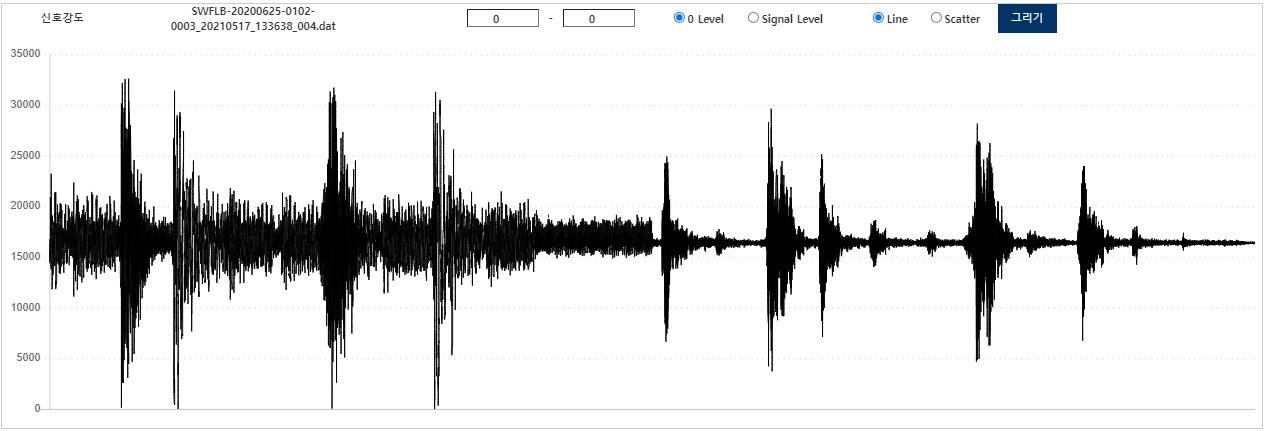 신호강도
SWFLB-20200625-0102-
0003_20210517_133638_004.dat
0 - 0
0 Level Signal Level
Line Scatter
그리기
35000
30000
25000
20000
15000
10000
5000
0